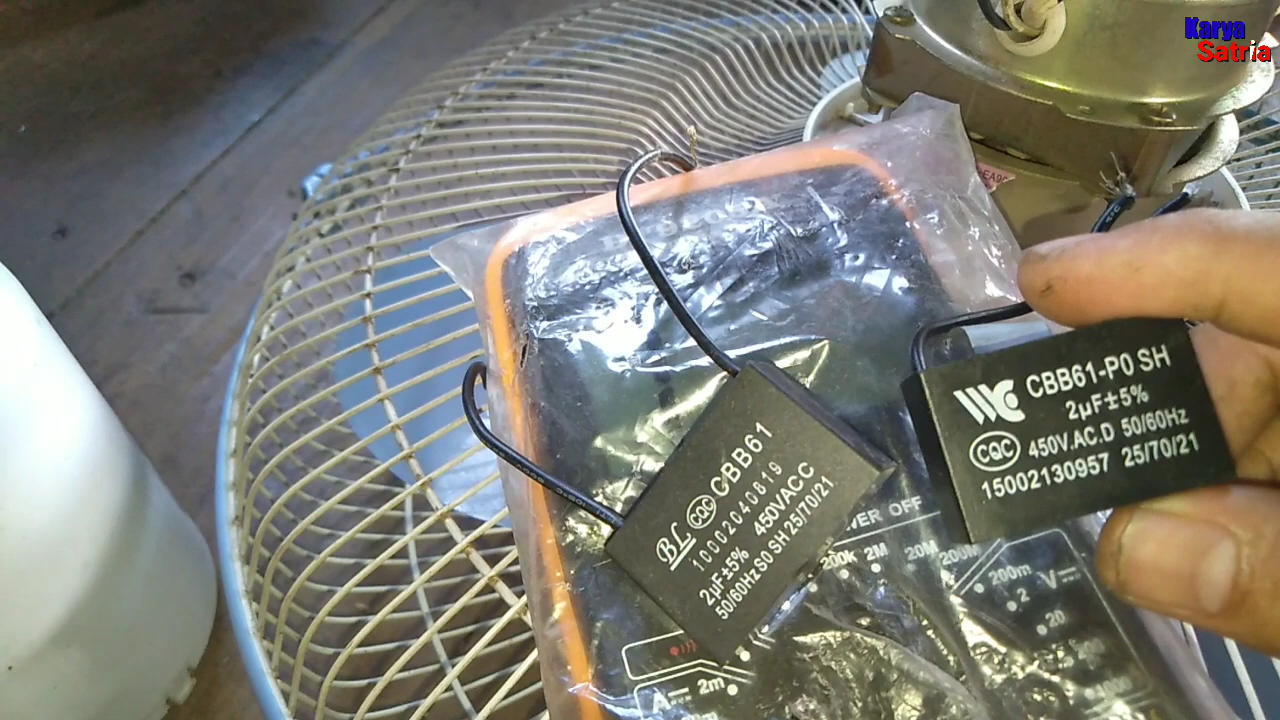 Karya
Satria
BL CQC CBB61
10002040819
2μF±5% 450VACC
50/60Hz S0 SH 25/70/21
CBB61-P0 SH
2μF±5%
CQC 450V.AC.D 50/60Hz
15002130957 25/70/21
OFF
200k 2M 20M 200M
200m V
2
20
A 2m